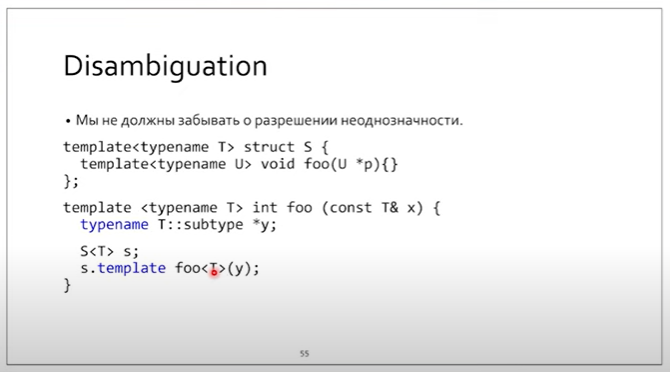 Disambiguation
• Мы не должны забывать о разрешении неоднозначности.
template<typename T> struct S {
template<typename U> void foo(U *p){}
};
template <typename T> int foo (const T& x) {
typename T::subtype *y;
S<T> s;
s.template foo<T>(y);
}
55